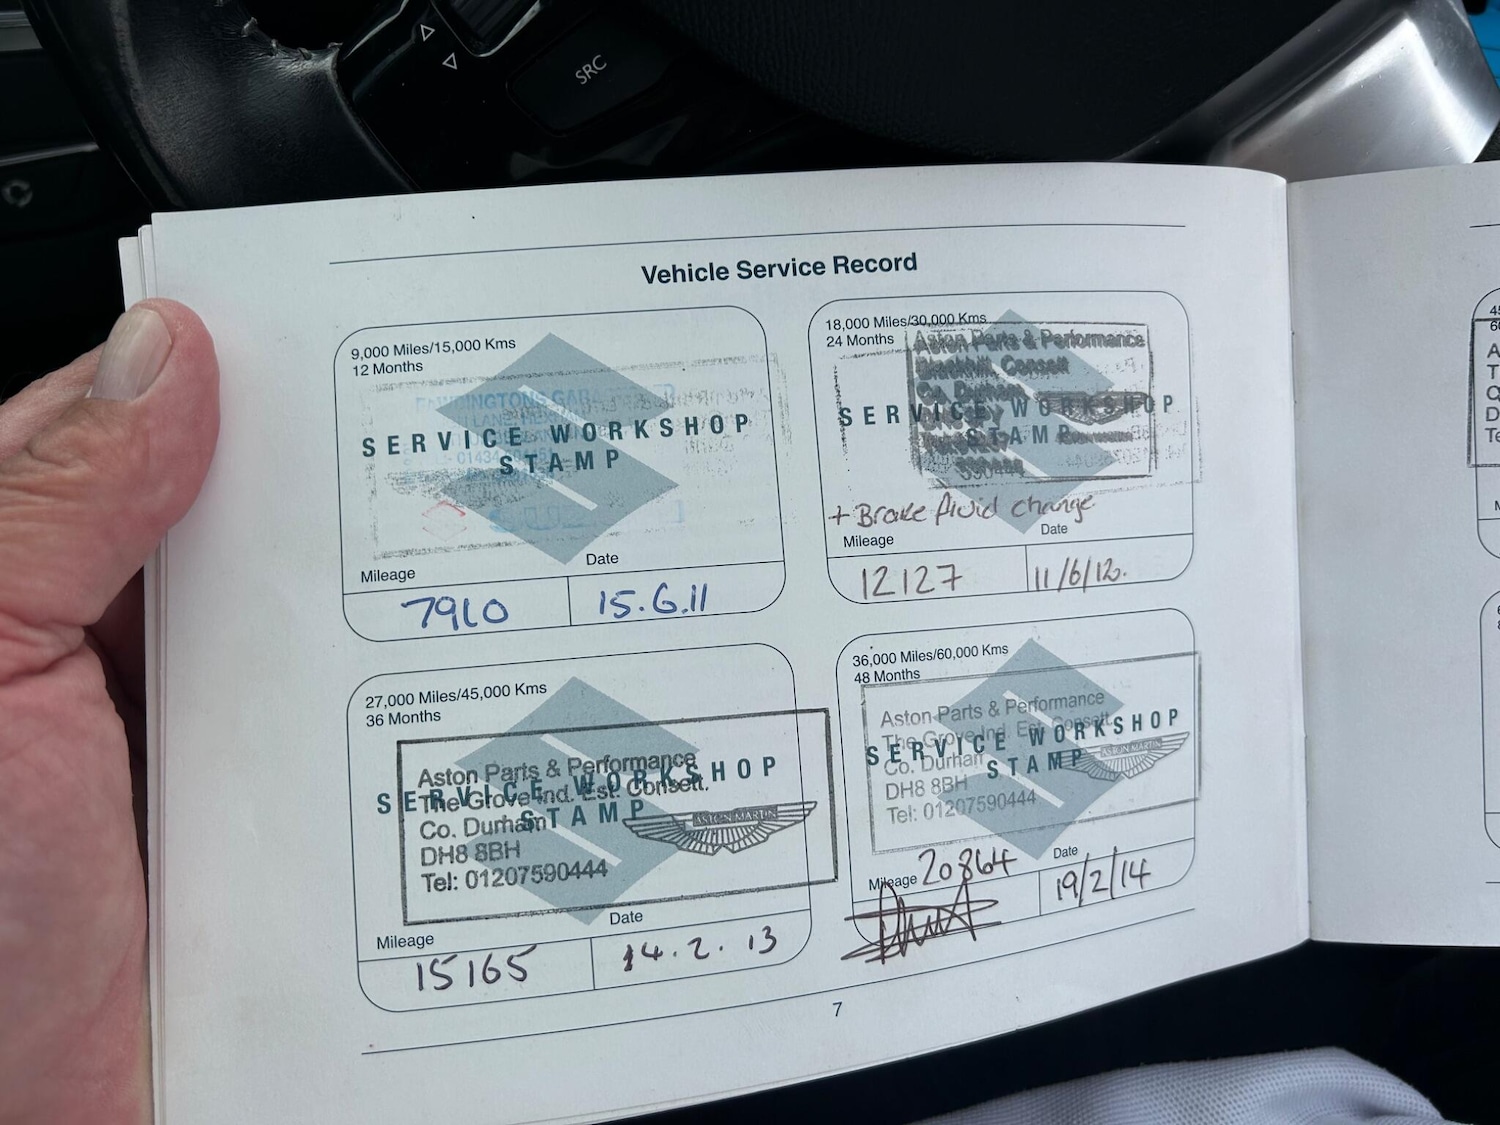 SRC
Vehicle Service Record
9,000 Miles/15,000 Kms
12 Months
SERVICE WORKSHOP
STAMP
01434
Mileage
Date
7910
15.6.11
18,000 Miles/30,000 Kms
24 Months
Aston Parts & Performance
Consett
Co. Durham
SERVICE WORKSHOP
STAMP
590444
+ Brake fluid change
Mileage
Date
12127
11/6/12.
27,000 Miles/45,000 Kms
36 Months
Aston Parts & Performance
SERVICE WORKSHOP
The Grove Ind. Est. Consett.
STAMP
Co. Durham
ASTON MARTIN
DH8 8BH
Tel: 01207590444
Mileage
Date
15165
14.2.13
36,000 Miles/60,000 Kms
48 Months
Aston Parts & Performance
The Grove Ind. Est. Consett.
SERVICE WORKSHOP
STAMP
Co. Durham
ASTON MARTIN
DH8 8BH
Tel: 01207590444
Mileage
20864
Date
19/2/14
7